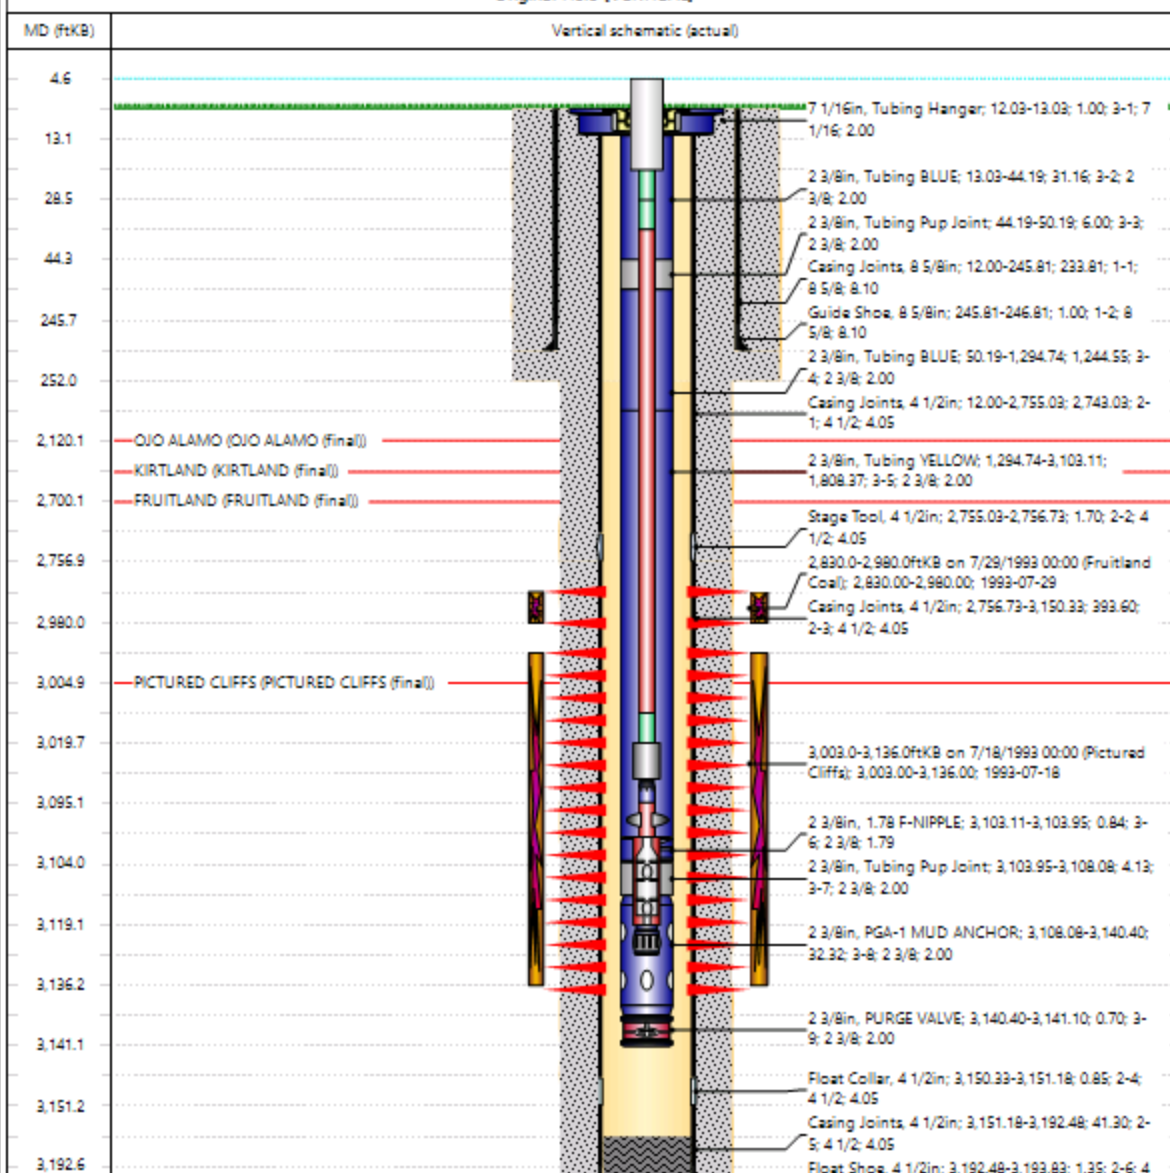 MD (ftKB)
Vertical schematic (actual)
4.6
7 1/16in, Tubing Hanger; 12.03-13.03; 1.00; 3-1; 7
1/16; 2.00
13.1
2 3/8in, Tubing BLUE; 13.03-44.19; 31.16; 3-2; 2
3/8; 2.00
28.5
2 3/8in, Tubing Pup Joint; 44.19-50.19; 6.00; 3-3;
2 3/8; 2.00
44.3
Casing Joints, 8 5/8in; 12.00-245.81; 233.81; 1-1;
8 5/8; 8.10
245.7
Guide Shoe, 8 5/8in; 245.81-246.81; 1.00; 1-2; 8
5/8; 8.10
2 3/8in, Tubing BLUE; 50.19-1,294.74; 1,244.55; 3-
4; 2 3/8; 2.00
252.0
Casing Joints, 4 1/2in; 12.00-2,755.03; 2,743.03; 2-
1; 4 1/2; 4.05
2,120.1
OJO ALAMO (OJO ALAMO (final))
KIRTLAND (KIRTLAND (final))
2 3/8in, Tubing YELLOW; 1,294.74-3,103.11;
1,808.37; 3-5; 2 3/8; 2.00
2,700.1
FRUITLAND (FRUITLAND (final))
Stage Tool, 4 1/2in; 2,755.03-2,756.73; 1.70; 2-2; 4
1/2; 4.05
2,756.9
2,830.0-2,980.0ftKB on 7/29/1993 00:00 (Fruitland
Coal); 2,830.00-2,980.00; 1993-07-29
Casing Joints, 4 1/2in; 2,756.73-3,150.33; 393.60;
2-3; 4 1/2; 4.05
2,980.0
3,004.9
PICTURED CLIFFS (PICTURED CLIFFS (final))
3,019.7
3,003.0-3,136.0ftKB on 7/18/1993 00:00 (Pictured
Cliffs); 3,003.00-3,136.00; 1993-07-18
3,095.1
2 3/8in, 1.78 F-NIPPLE; 3,103.11-3,103.95; 0.84; 3-
6; 2 3/8; 1.79
3,104.0
2 3/8in, Tubing Pup Joint; 3,103.95-3,108.08; 4.13;
3-7; 2 3/8; 2.00
3,119.1
2 3/8in, PGA-1 MUD ANCHOR; 3,108.08-3,140.40;
32.32; 3-8; 2 3/8; 2.00
3,136.2
2 3/8in, PURGE VALVE; 3,140.40-3,141.10; 0.70; 3-
9; 2 3/8; 2.00
3,141.1
Float Collar, 4 1/2in; 3,150.33-3,151.18; 0.85; 2-4;
4 1/2; 4.05
3,151.2
Casing Joints, 4 1/2in; 3,151.18-3,192.48; 41.30; 2-
5; 4 1/2; 4.05
3,192.6
Float Shoe, 4 1/2in; 3,192.48-3,193.83; 1.35; 2-6; 4